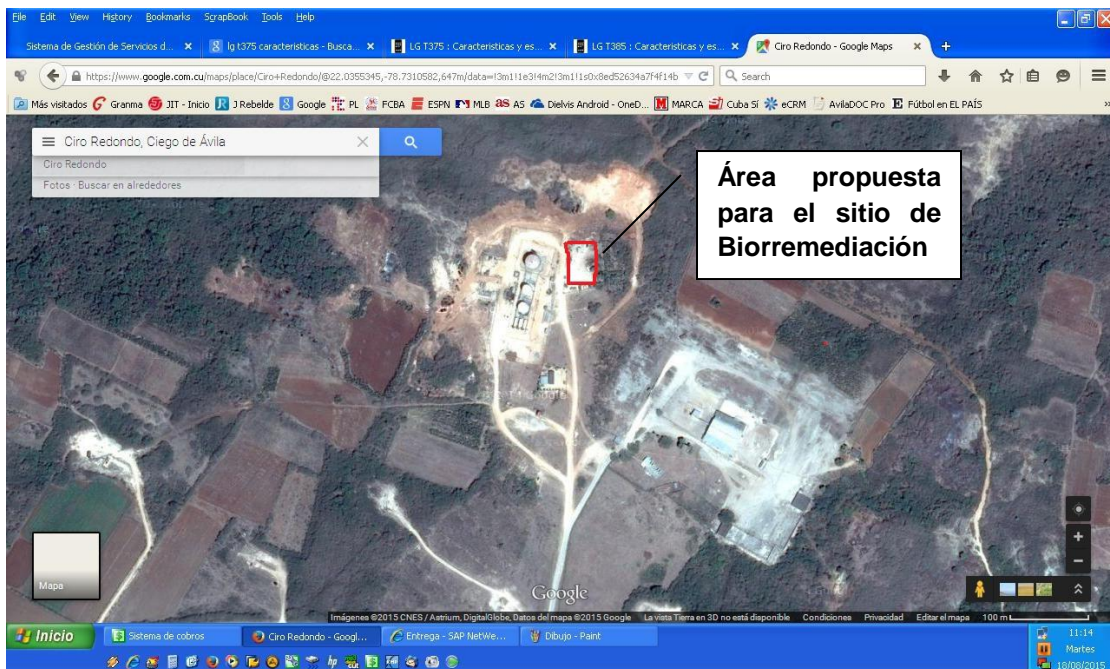 File Edit View History Bookmarks ScrapBook Tools Help
Sistema de Gestión de Servicios d... lg t375 caracteristicas - Busca... LG T375 : Caracteristicas y es... LG T385 : Caracteristicas y es... Ciro Redondo - Google Maps
https://www.google.com.cu/maps/place/Ciro+Redondo/@22.0355345,-78.7310582,647m/data=!3m1!1e3!4m2!3m1!1s0x8ed52634a7f4f14b Search
Más visitados Granma JIT - Inicio J Rebelde Google PL FCBA ESPN MLB AS Dielvis Android - OneD... MARCA Cuba Sí eCRM AvilaDOC Pro Fútbol en EL PAÍS
Ciro Redondo, Ciego de Ávila
Ciro Redondo
Fotos · Buscar en alrededores
Área propuesta
para el sitio de
Biorremediación
Mapa
Google
Imágenes ©2015 CNES / Astrium, DigitalGlobe, Datos del mapa ©2015 Google La vista Tierra en 3D no está disponible Condiciones Privacidad Editar el mapa 100 m
Inicio Sistema de cobros Ciro Redondo - Googl... Entrega - SAP NetWe... Dibujo - Paint 11:14
Martes
18/08/2015